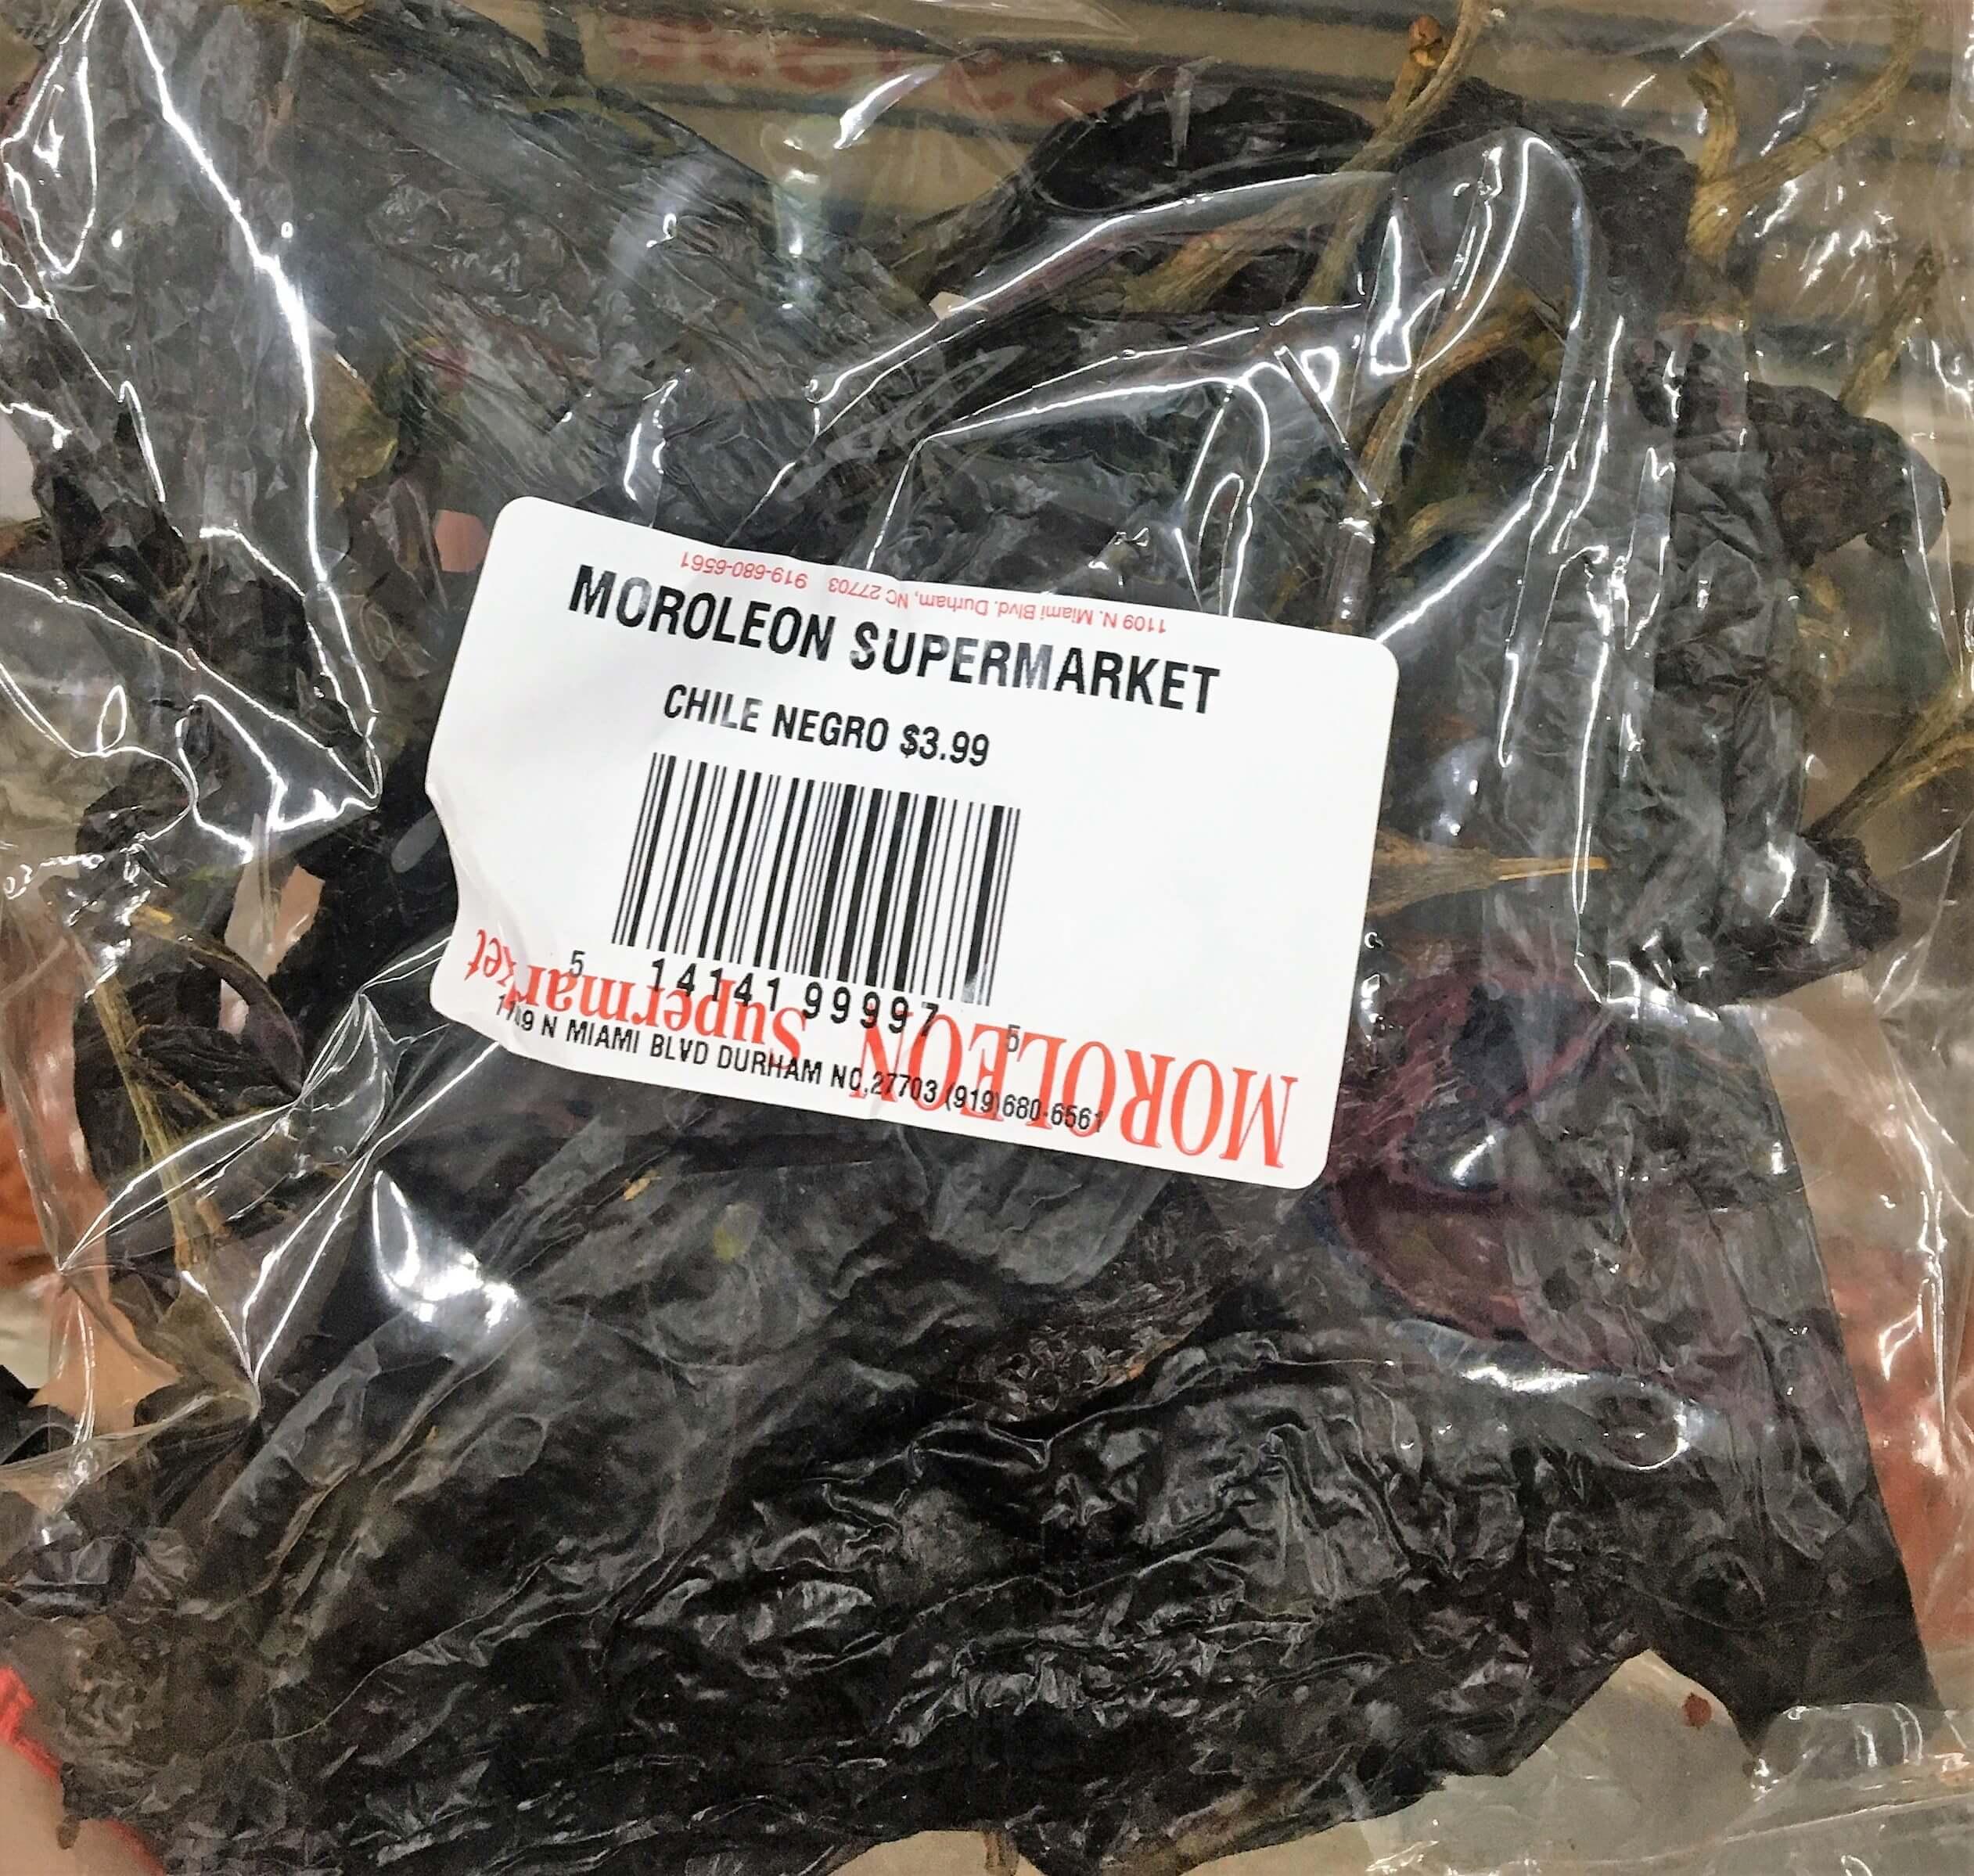 1109 N. Miami Blvd. Durham, NC 27703 919-680-6561
MOROLEON SUPERMARKET
CHILE NEGRO $3.99
5 14141 99997 5
MOROLEON Supermarket
1109 N MIAMI BLVD DURHAM NC,27703 (919)680-6561